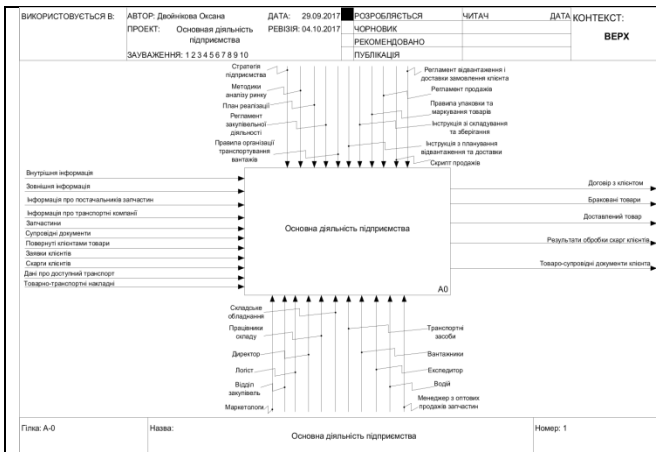 ВИКОРИСТОВУЄТЬСЯ В:
АВТОР: Двойнікова Оксана
ДАТА: 29.09.2017
РОЗРОБЛЯЄТЬСЯ
ЧИТАЧ
ДАТА
КОНТЕКСТ:
ПРОЕКТ: Основная діяльність
підприємства
РЕВІЗІЯ: 04.10.2017
ЧОРНОВИК
ВЕРХ
РЕКОМЕНДОВАНО
ЗАУВАЖЕННЯ: 1 2 3 4 5 6 7 8 9 10
ПУБЛІКАЦІЯ
Стратегія
підприємства
Методики
аналізу ринку
План реалізації
Регламент
закупівельної
діяльності
Правила організації
транспортування
вантажів
Регламент відвантаження і
доставки замовлення клієнта
Регламент продажів
Правила упаковки та
маркування товарів
Інструкція зі складування
та зберігання
Інструкція з планування
відвантаження та доставки
Скрипт продажів
Внутрішня інформація
Зовнішня інформація
Інформація про постачальників запчастин
Інформація про транспортні компанії
Запчастини
Супровідні документи
Повернуті клієнтами товари
Заявки клієнтів
Скарги клієнтів
Дані про доступний транспорт
Товарно-транспортні накладні
Основна діяльність підприємства
A0
Договір з клієнтом
Браковані товари
Доставлений товар
Результати обробки скарг клієнтів
Товаро-супровідні документи клієнта
Складське
обладнання
Працівники
складу
Директор
Логіст
Відділ
закупівель
Маркетологи
Транспортні
засоби
Вантажники
Експедитор
Водій
Менеджер з оптових
продажів запчастин
Гілка: A-0
Назва:
Основна діяльність підприємства
Номер: 1